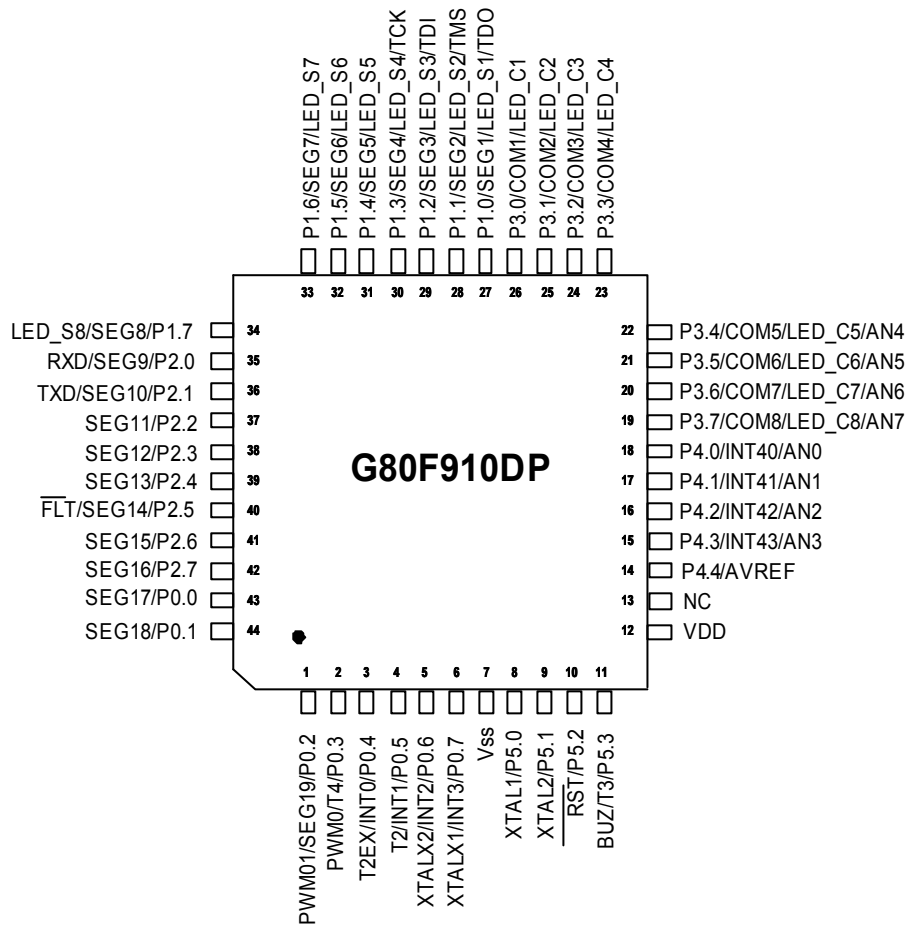 P1.6/SEG7/LED_S7
P1.5/SEG6/LED_S6
P1.4/SEG5/LED_S5
P1.3/SEG4/LED_S4/TCK
P1.2/SEG3/LED_S3/TDI
P1.1/SEG2/LED_S2/TMS
P1.0/SEG1/LED_S1/TDO
P3.0/COM1/LED_C1
P3.1/COM2/LED_C2
P3.2/COM3/LED_C3
P3.3/COM4/LED_C4
33 32 31 30 29 28 27 26 25 24 23
LED_S8/SEG8/P1.7 34
RXD/SEG9/P2.0 35
TXD/SEG10/P2.1 36
SEG11/P2.2 37
SEG12/P2.3 38
SEG13/P2.4 39
F̅L̅T̅/SEG14/P2.5 40
SEG15/P2.6 41
SEG16/P2.7 42
SEG17/P0.0 43
SEG18/P0.1 44
G80F910DP
22 P3.4/COM5/LED_C5/AN4
21 P3.5/COM6/LED_C6/AN5
20 P3.6/COM7/LED_C7/AN6
19 P3.7/COM8/LED_C8/AN7
18 P4.0/INT40/AN0
17 P4.1/INT41/AN1
16 P4.2/INT42/AN2
15 P4.3/INT43/AN3
14 P4.4/AVREF
13 NC
12 VDD
1 2 3 4 5 6 7 8 9 10 11
PWM01/SEG19/P0.2
PWM0/T4/P0.3
T2EX/INT0/P0.4
T2/INT1/P0.5
XTALX2/INT2/P0.6
XTALX1/INT3/P0.7
Vss
XTAL1/P5.0
XTAL2/P5.1
R̅S̅T̅/P5.2
BUZ/T3/P5.3